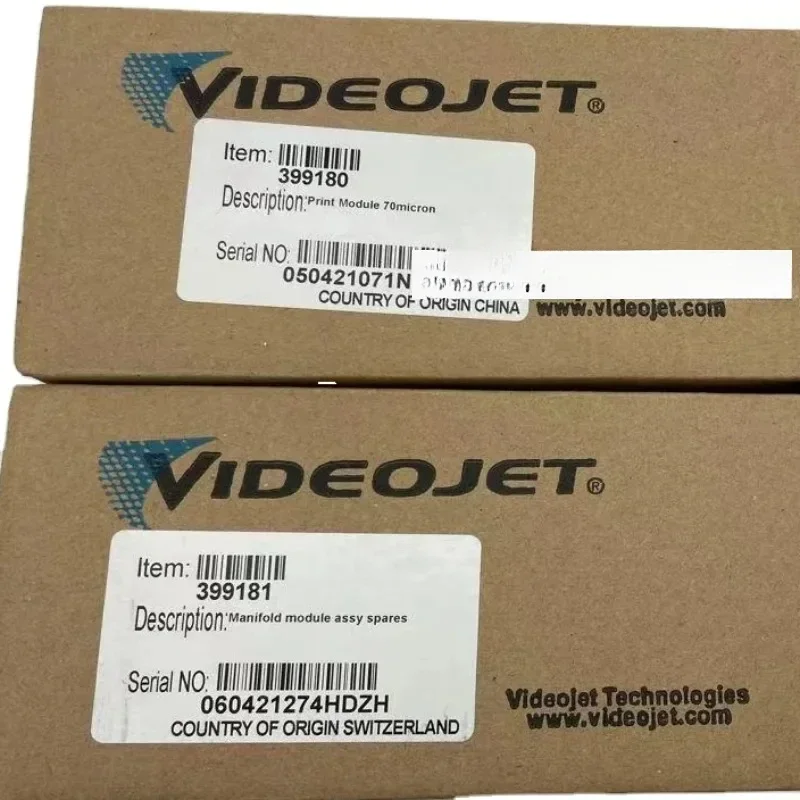 VIDEOJET®
Item:
399180
Description: Print Module 70micron
Serial NO:
050421071N
COUNTRY OF ORIGIN CHINA
www.videojet.com
VIDEOJET®
Item:
399181
Description: Manifold module assy spares
Serial NO:
060421274HDZH
COUNTRY OF ORIGIN SWITZERLAND
Videojet Technologies
www.videojet.com